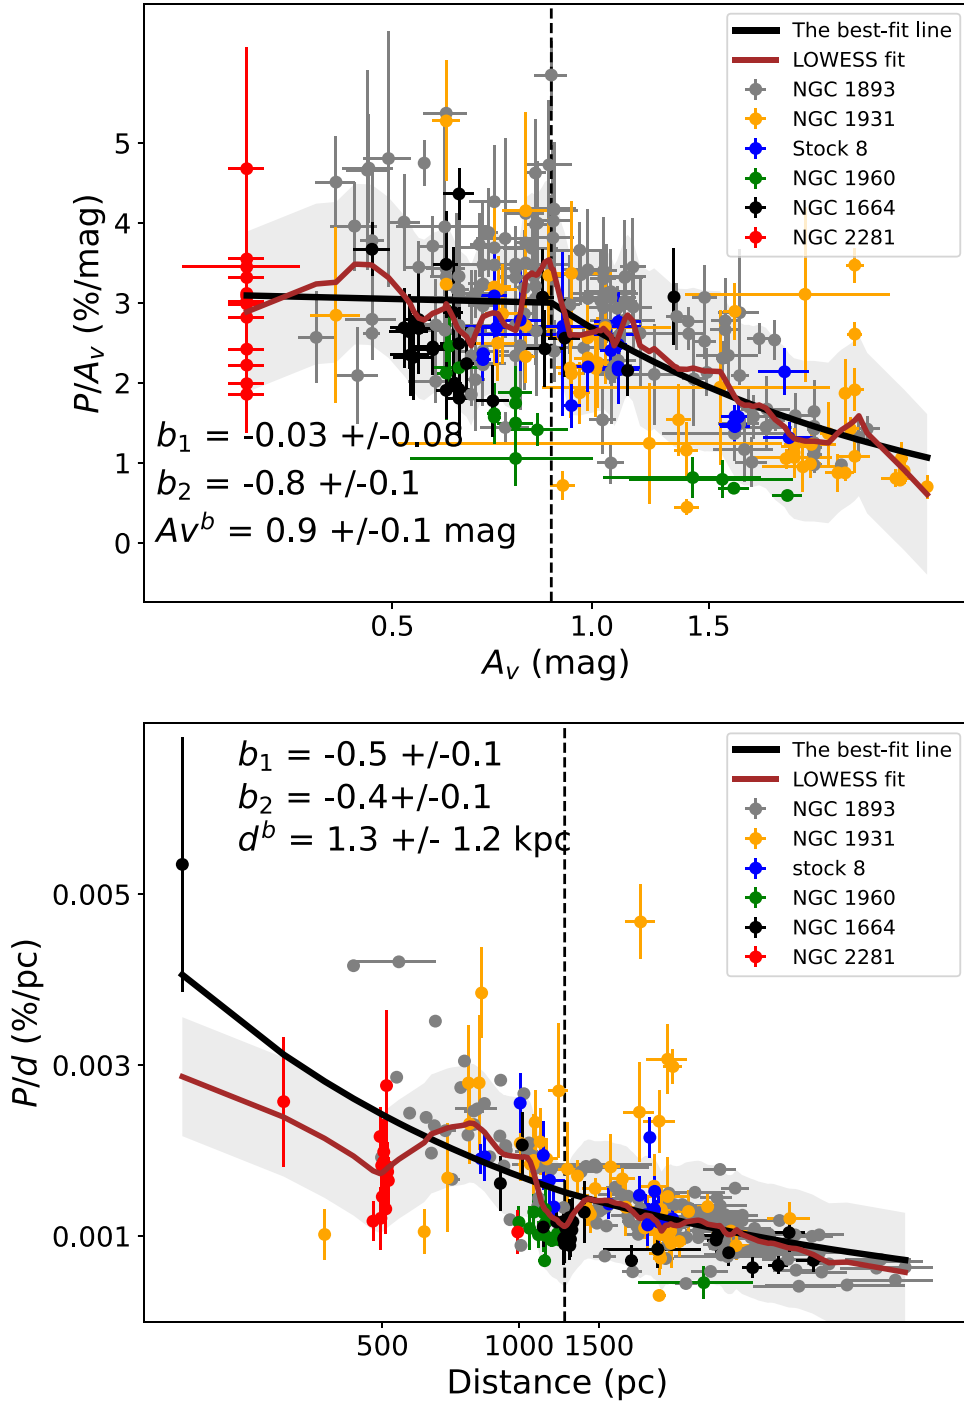 The best-fit line
LOWESS fit
NGC 1893
NGC 1931
Stock 8
NGC 1960
NGC 1664
NGC 2281
5
4
3
2
1
0
P/A_v (%/mag)
b_1 = -0.03 +/-0.08
b_2 = -0.8 +/-0.1
Av^b = 0.9 +/-0.1 mag
0.5 1.0 1.5
A_v (mag)
b_1 = -0.5 +/-0.1
b_2 = -0.4+/-0.1
d^b = 1.3 +/- 1.2 kpc
The best-fit line
LOWESS fit
NGC 1893
NGC 1931
stock 8
NGC 1960
NGC 1664
NGC 2281
0.005
0.003
0.001
P/d (%/pc)
500 1000 1500
Distance (pc)